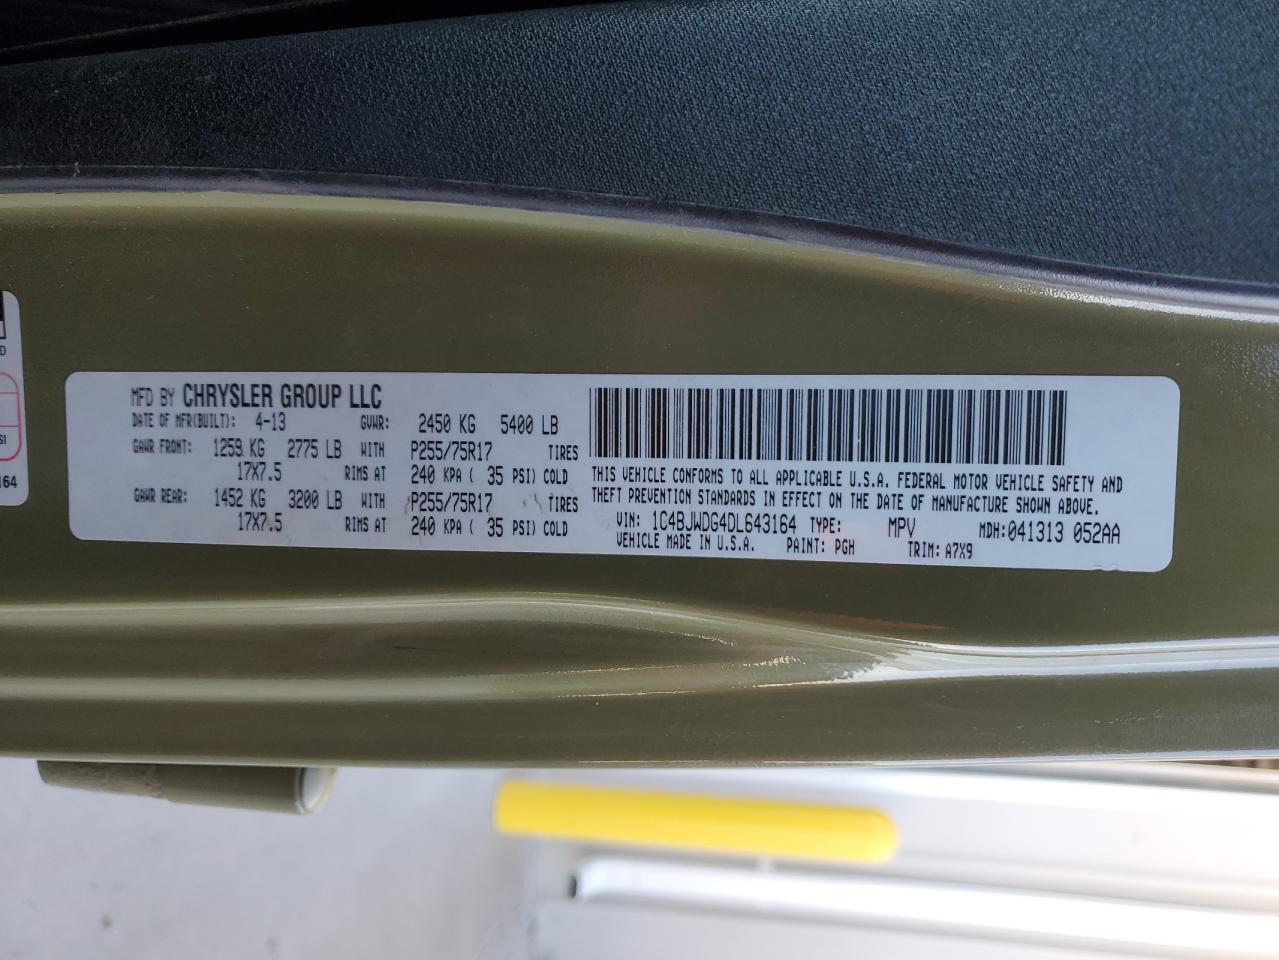 MFD BY CHRYSLER GROUP LLC
DATE OF MFR(BUILT): 4-13 GVWR: 2450 KG 5400 LB
GAWR FRONT: 1259 KG 2775 LB WITH P255/75R17 TIRES
17X7.5 RIMS AT 240 KPA ( 35 PSI) COLD
GAWR REAR: 1452 KG 3200 LB WITH P255/75R17 TIRES
17X7.5 RIMS AT 240 KPA ( 35 PSI) COLD
THIS VEHICLE CONFORMS TO ALL APPLICABLE U.S.A. FEDERAL MOTOR VEHICLE SAFETY AND
THEFT PREVENTION STANDARDS IN EFFECT ON THE DATE OF MANUFACTURE SHOWN ABOVE.
VIN: 1C4BJWDG4DL643164 TYPE: MPV MDH:041313 052AA
VEHICLE MADE IN U.S.A. PAINT: PGH TRIM: A7X9
D
SI
164